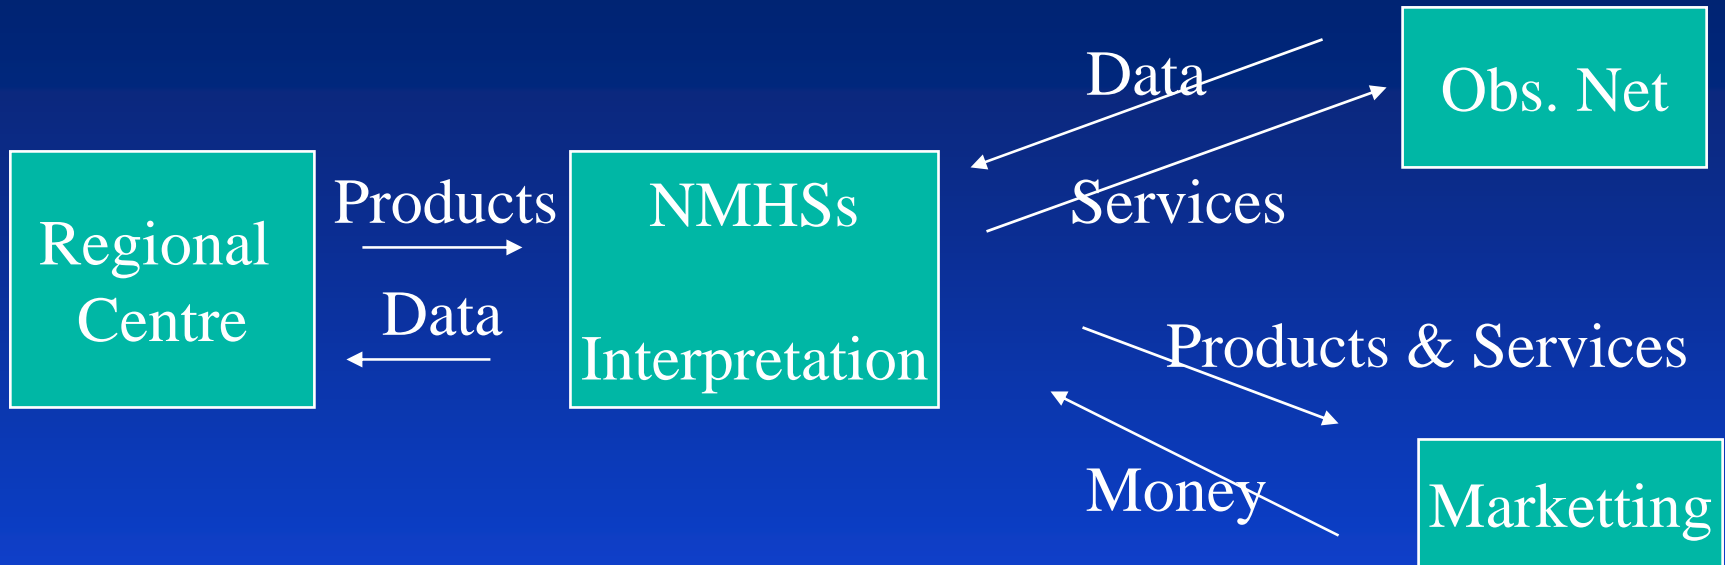 Regional
Centre
Products
Data
NMHSs
Interpretation
Data
Services
Obs. Net
Products & Services
Money
Marketting